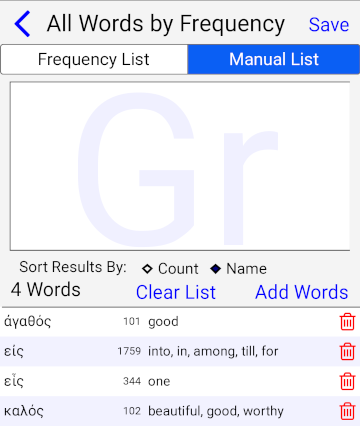 All Words by Frequency Save
Frequency List Manual List
Gr
Sort Results By: Count Name
4 Words Clear List Add Words
ἀγαθός 101 good
εἰς 1759 into, in, among, till, for
εἷς 344 one
καλός 102 beautiful, good, worthy